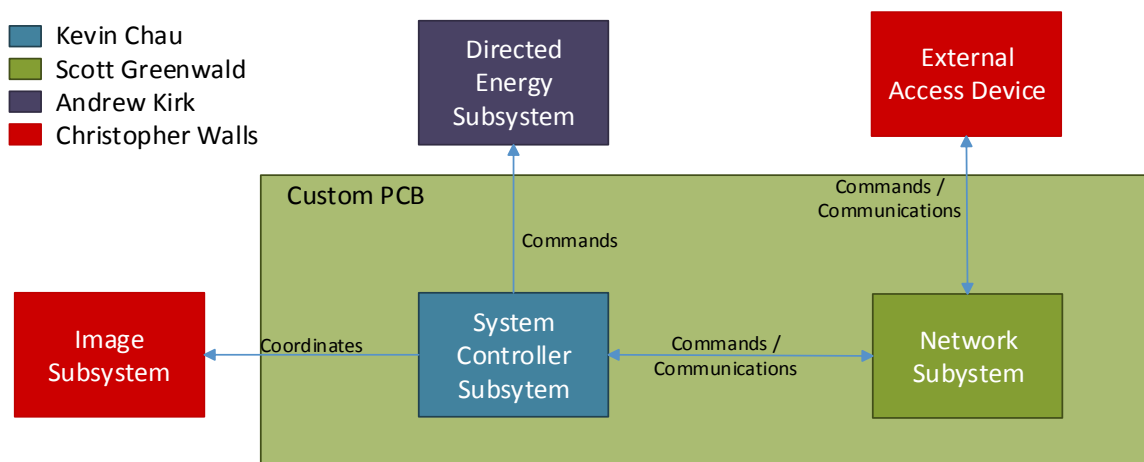 Kevin Chau
Scott Greenwald
Andrew Kirk
Christopher Walls
Directed
Energy
Subsystem
External
Access Device
Custom PCB
Commands /
Communications
Commands
Image
Subsystem
Coordinates
System
Controller
Subsytem
Commands /
Communications
Network
Subystem